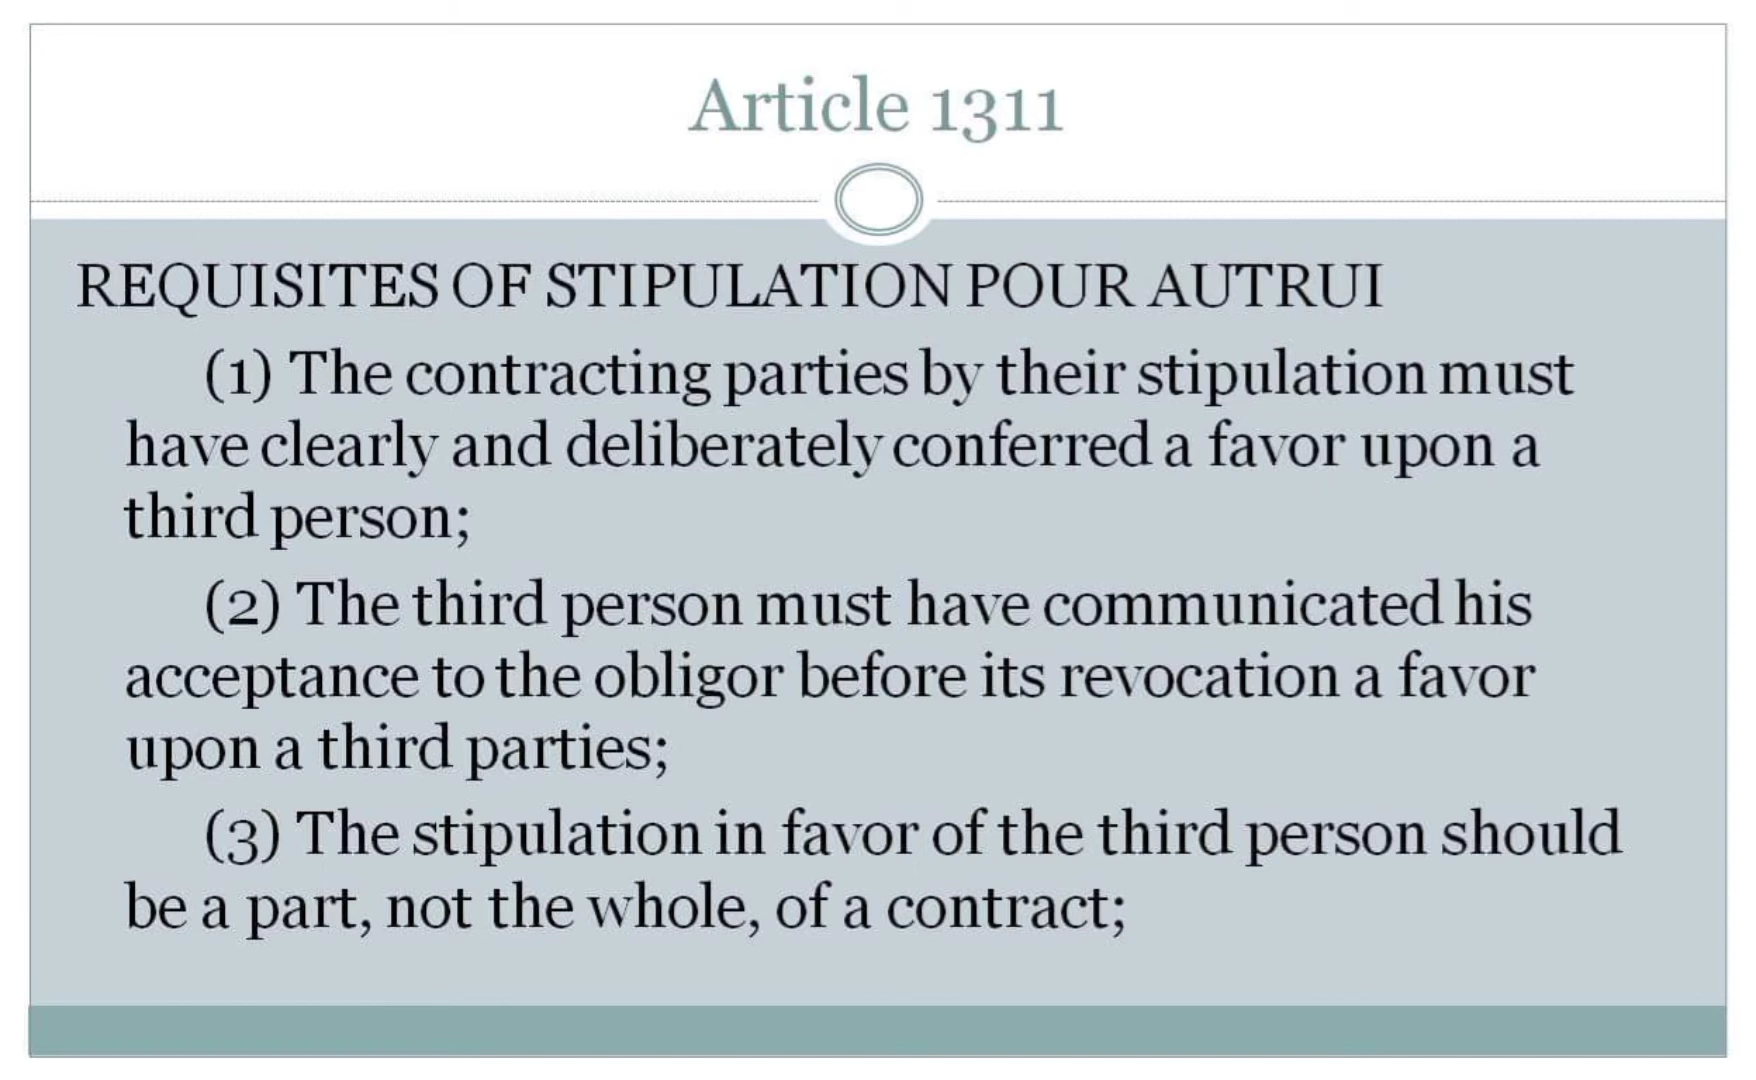 Article 1311
REQUISITES OF STIPULATION POUR AUTRUI
(1) The contracting parties by their stipulation must
have clearly and deliberately conferred a favor upon a
third person;
(2) The third person must have communicated his
acceptance to the obligor before its revocation a favor
upon a third parties;
(3) The stipulation in favor of the third person should
be a part, not the whole, of a contract;